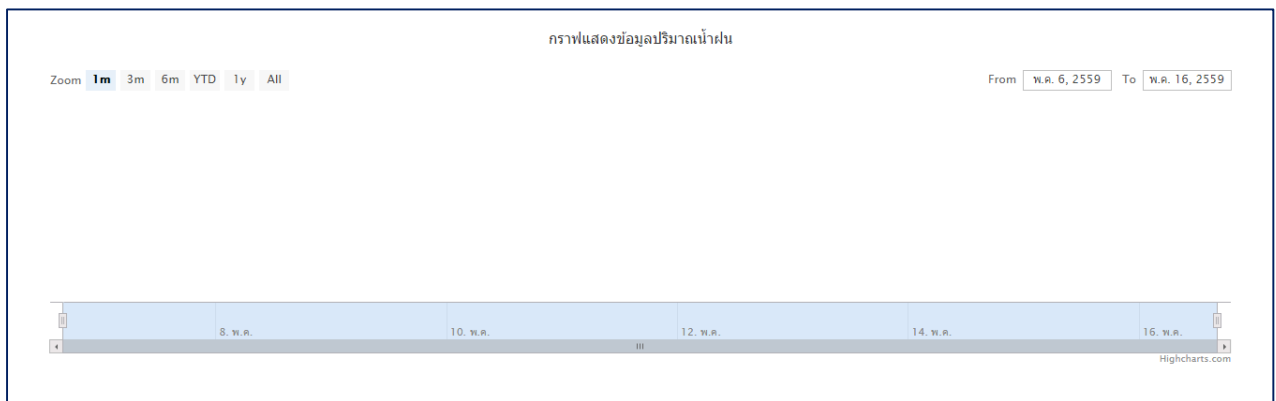 กราฟแสดงข้อมูลปริมาณน้ำฝน
Zoom 1m 3m 6m YTD 1y All From พ.ค. 6, 2559 To พ.ค. 16, 2559
8. พ.ค. 10. พ.ค. 12. พ.ค. 14. พ.ค. 16. พ.ค.
Highcharts.com